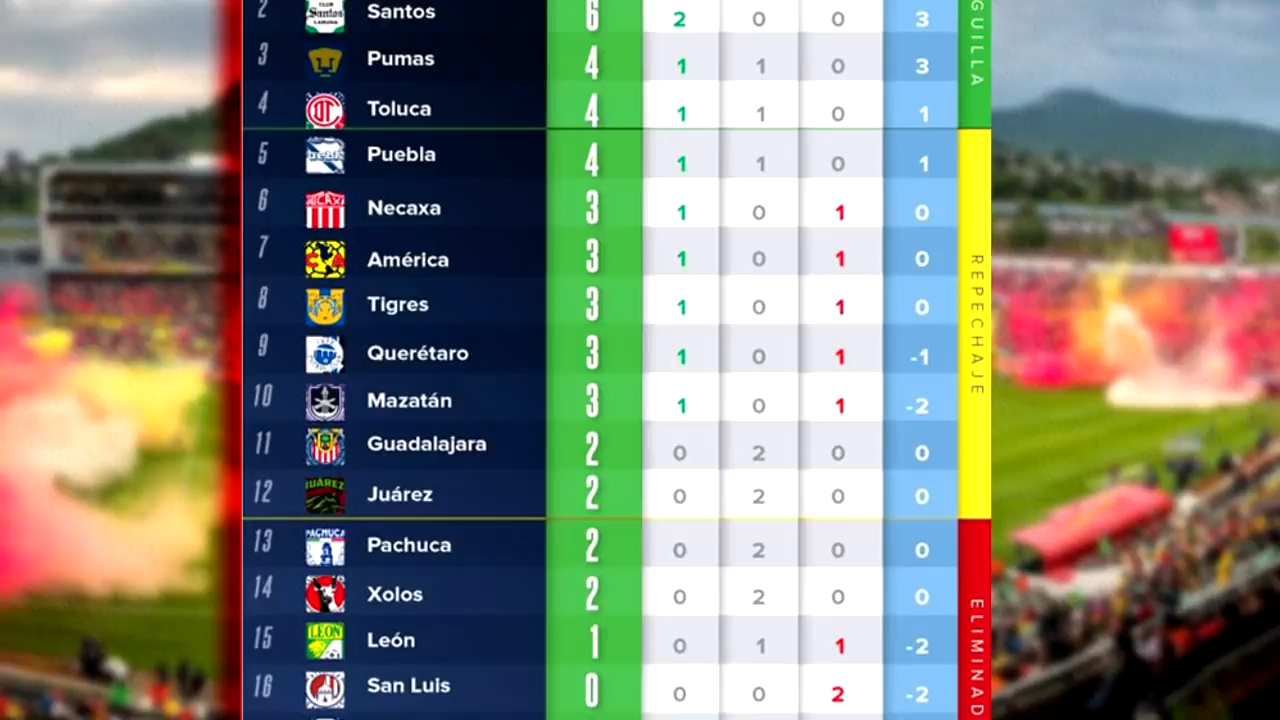 2 Santos 6 2 0 0 3
3 Pumas 4 1 1 0 3
4 Toluca 4 1 1 0 1
5 Puebla 4 1 1 0 1
6 Necaxa 3 1 0 1 0
7 América 3 1 0 1 0
8 Tigres 3 1 0 1 0
9 Querétaro 3 1 0 1 -1
10 Mazatán 3 1 0 1 -2
11 Guadalajara 2 0 2 0 0
12 Juárez 2 0 2 0 0
13 Pachuca 2 0 2 0 0
14 Xolos 2 0 2 0 0
15 León 1 0 1 1 -2
16 San Luis 0 0 0 2 -2
GUILLA
REPECHAJE
ELIMINAD